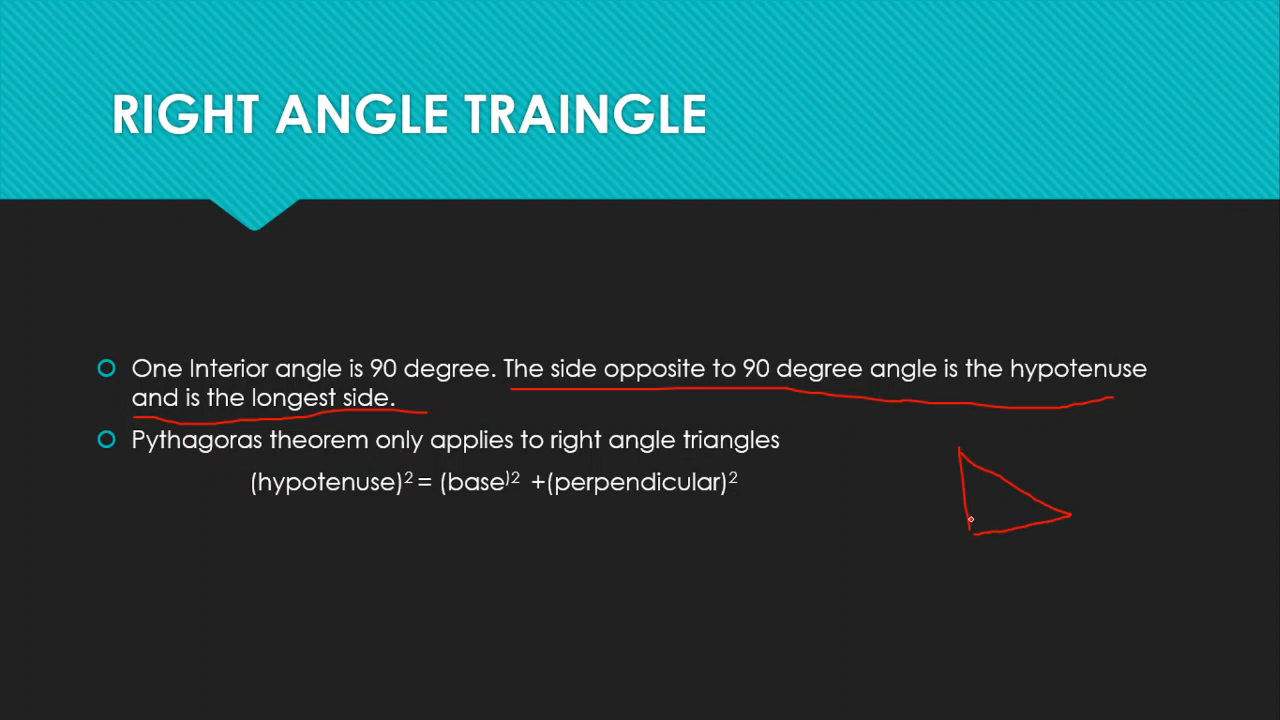 RIGHT ANGLE TRAINGLE
One Interior angle is 90 degree. The side opposite to 90 degree angle is the hypotenuse
and is the longest side.
Pythagoras theorem only applies to right angle triangles
(hypotenuse)² = (base)² +(perpendicular)²